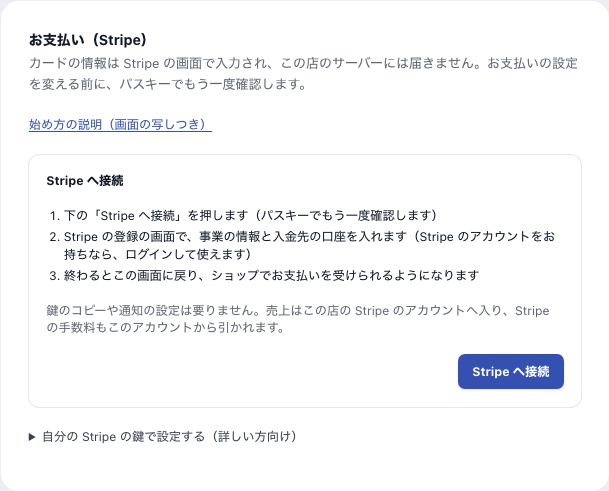 お支払い（Stripe）
カードの情報は Stripe の画面で入力され、この店のサーバーには届きません。お支払いの設定
を変える前に、パスキーでもう一度確認します。
始め方の説明（画面の写しつき）
Stripe へ接続
1. 下の「Stripe へ接続」を押します（パスキーでもう一度確認します）
2. Stripe の登録の画面で、事業の情報と入金先の口座を入れます（Stripe のアカウントをお
持ちなら、ログインして使えます）
3. 終わるとこの画面に戻り、ショップでお支払いを受けられるようになります
鍵のコピーや通知の設定は要りません。売上はこの店の Stripe のアカウントへ入り、Stripe
の手数料もこのアカウントから引かれます。
Stripe へ接続
▶ 自分の Stripe の鍵で設定する（詳しい方向け）